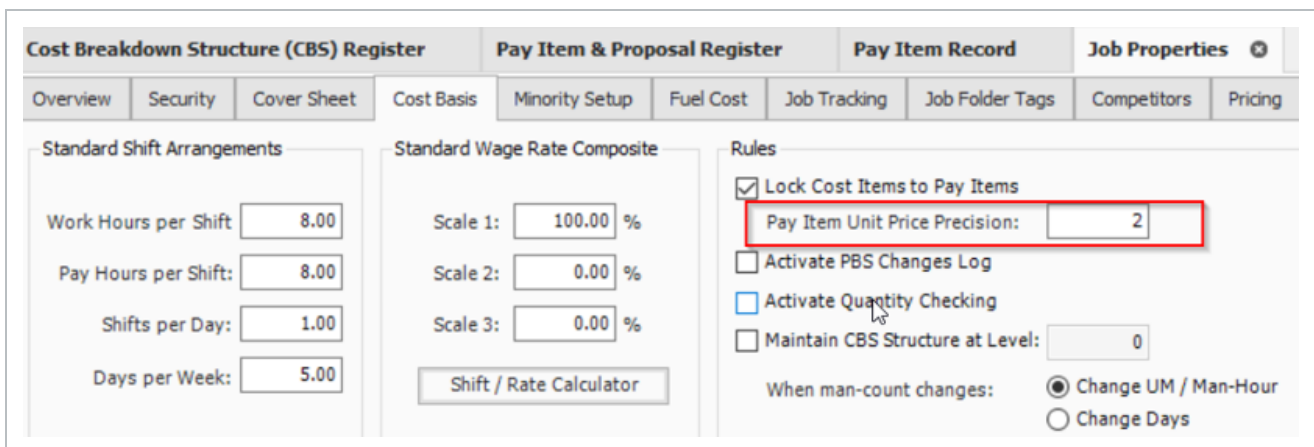 Cost Breakdown Structure (CBS) Register Pay Item & Proposal Register Pay Item Record Job Properties
Overview Security Cover Sheet Cost Basis Minority Setup Fuel Cost Job Tracking Job Folder Tags Competitors Pricing
Standard Shift Arrangements
Work Hours per Shift 8.00
Pay Hours per Shift: 8.00
Shifts per Day: 1.00
Days per Week: 5.00
Standard Wage Rate Composite
Scale 1: 100.00 %
Scale 2: 0.00 %
Scale 3: 0.00 %
Shift / Rate Calculator
Rules
Lock Cost Items to Pay Items
Pay Item Unit Price Precision: 2
Activate PBS Changes Log
Activate Quantity Checking
Maintain CBS Structure at Level: 0
When man-count changes: Change UM / Man-Hour
Change Days